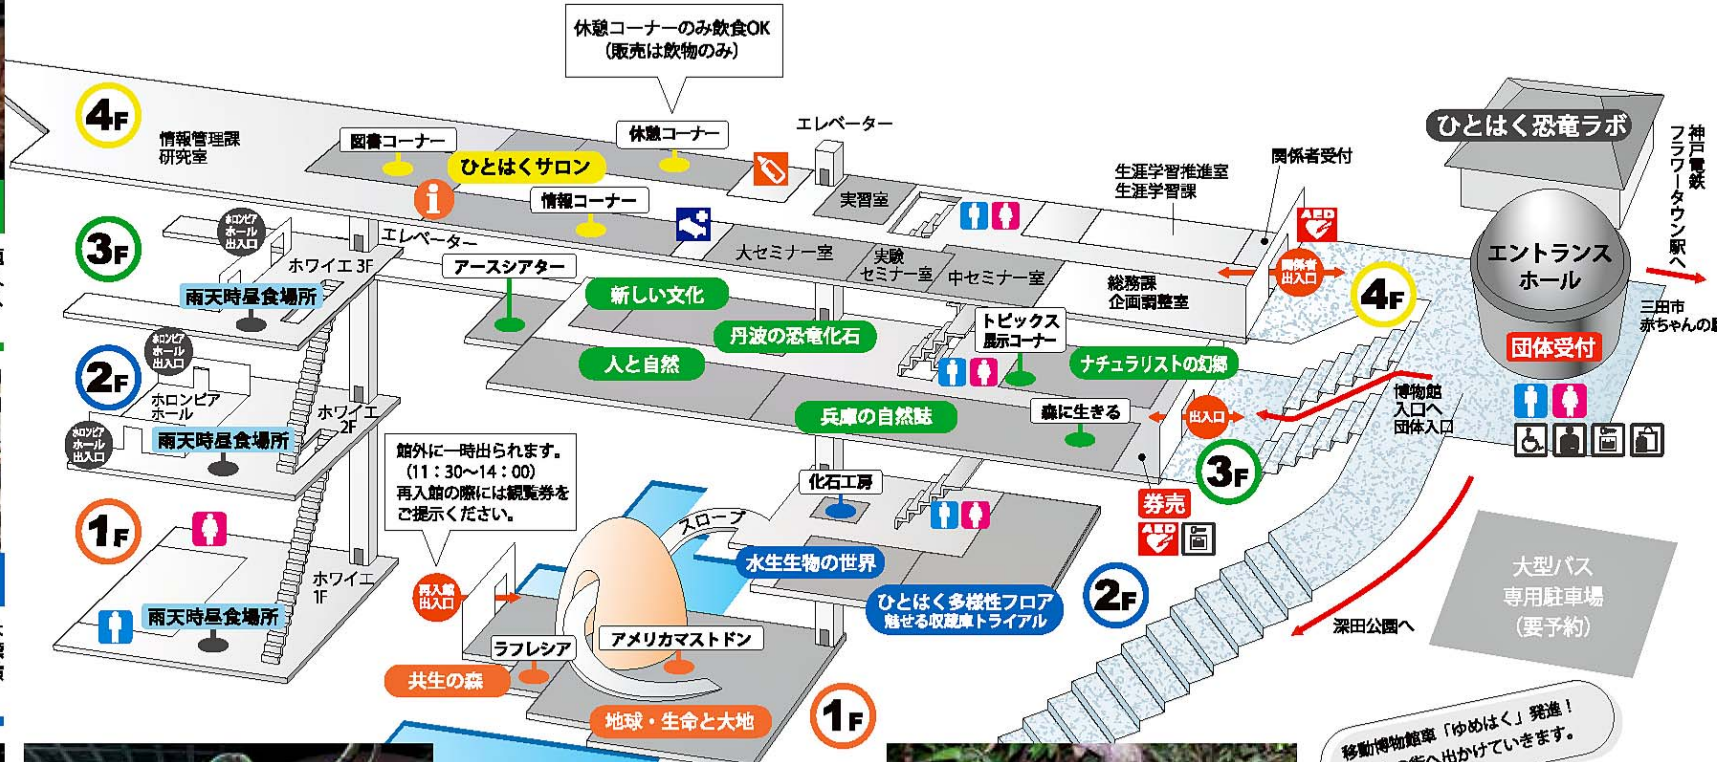 休憩コーナーのみ飲食OK
（販売は飲物のみ）
4F
情報管理課
研究室
図書コーナー
ひとはくサロン
休憩コーナー
エレベーター
i
情報コーナー
実習室
生涯学習推進室
生涯学習課
関係者受付
AED
関係者
出入口
ひとはく恐竜ラボ
神戸電鉄
フラワータウン駅へ
エントランス
ホール
団体受付
三田市
4F
大セミナー室
実験
セミナー室
中セミナー室
総務課
企画調整室
3F
ホロンピア
ホール
出入口
エレベーター
ホワイエ 3F
雨天時昼食場所
アースシアター
新しい文化
丹波の恐竜化石
人と自然
トピックス
展示コーナー
ナチュラリストの幻郷
兵庫の自然誌
森に生きる
出入口
博物館
入口へ
団体入口
3F
券売
AED
2F
ホロンピア
ホール
出入口
ホロンピア
ホール
ホワイエ
2F
ホロンピア
ホール
出入口
雨天時昼食場所
館外に一時出られます。
（11：30〜14：00）
再入館の際には観覧券を
ご提示ください。
化石工房
スロープ
水生生物の世界
ひとはく多様性フロア
魅せる収蔵庫トライアル
2F
1F
ホワイエ
1F
雨天時昼食場所
再入館
出入口
ラフレシア
アメリカマストドン
共生の森
地球・生命と大地
1F
深田公園へ
大型バス
専用駐車場
（要予約）
移動博物館車「ゆめはく」発進！
へ出かけていきます。